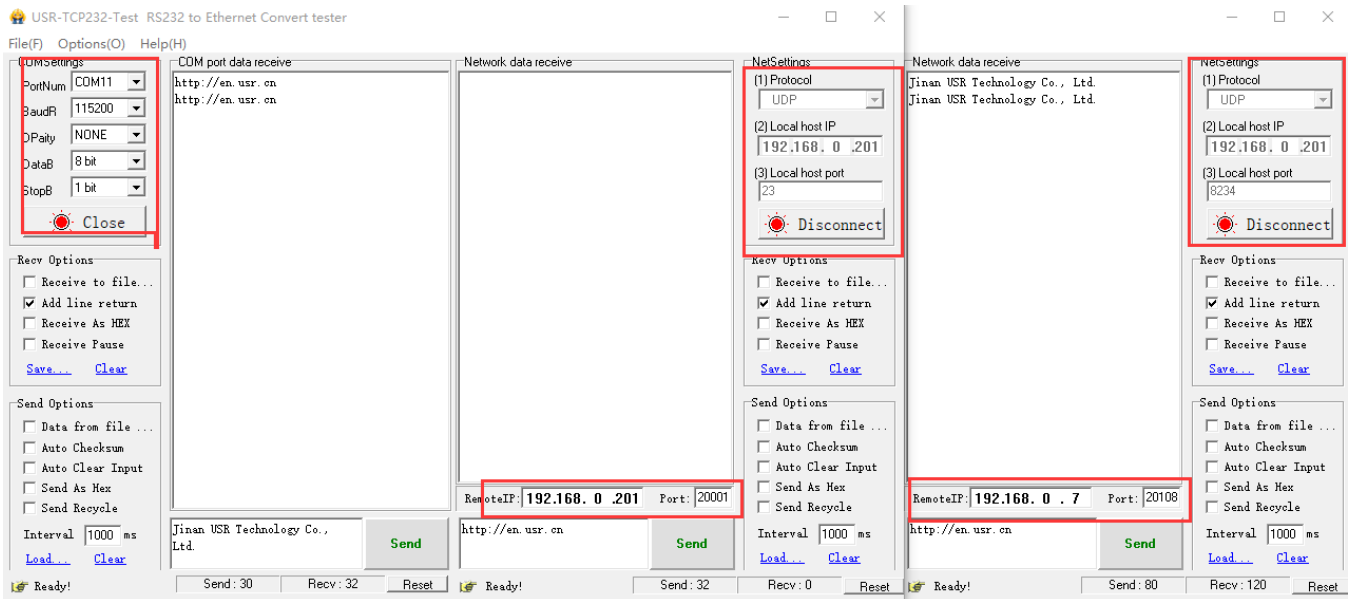 USR-TCP232-Test RS232 to Ethernet Convert tester
File(F) Options(O) Help(H)
COMSettings
PortNum COM11
BaudR 115200
DPaity NONE
DataB 8 bit
StopB 1 bit
Close
Recv Options
Receive to file...
Add line return
Receive As HEX
Receive Pause
Save... Clear
Send Options
Data from file ...
Auto Checksum
Auto Clear Input
Send As Hex
Send Recycle
Interval 1000 ms
Load... Clear
COM port data receive
http://en.usr.cn
http://en.usr.cn
Jinan USR Technology Co.,
Ltd.
Send
Network data receive
RemoteIP: 192.168. 0 .201 Port: 20001
http://en.usr.cn
Send
NetSettings
(1) Protocol
UDP
(2) Local host IP
192.168. 0 .201
(3) Local host port
23
Disconnect
Recv Options
Receive to file...
Add line return
Receive As HEX
Receive Pause
Save... Clear
Send Options
Data from file ...
Auto Checksum
Auto Clear Input
Send As Hex
Send Recycle
Interval 1000 ms
Load... Clear
Ready! Send : 30 Recv : 32 Reset
Ready! Send : 32 Recv : 0 Reset
Network data receive
Jinan USR Technology Co., Ltd.
Jinan USR Technology Co., Ltd.
RemoteIP: 192.168. 0 . 7 Port: 20108
http://en.usr.cn
Send
NetSettings
(1) Protocol
UDP
(2) Local host IP
192.168. 0 .201
(3) Local host port
8234
Disconnect
Recv Options
Receive to file...
Add line return
Receive As HEX
Receive Pause
Save... Clear
Send Options
Data from file ...
Auto Checksum
Auto Clear Input
Send As Hex
Send Recycle
Interval 1000 ms
Load... Clear
Ready! Send : 80 Recv : 120 Reset